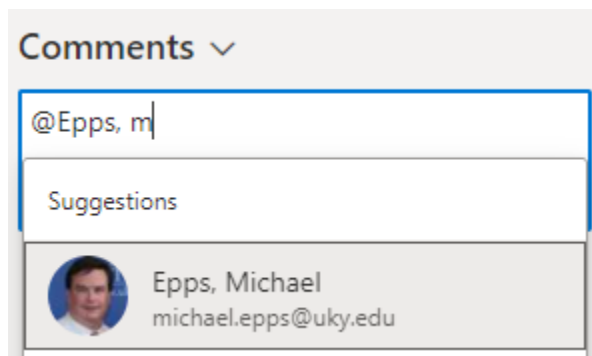 Comments
@Epps, m
Suggestions
Epps, Michael
michael.epps@uky.edu